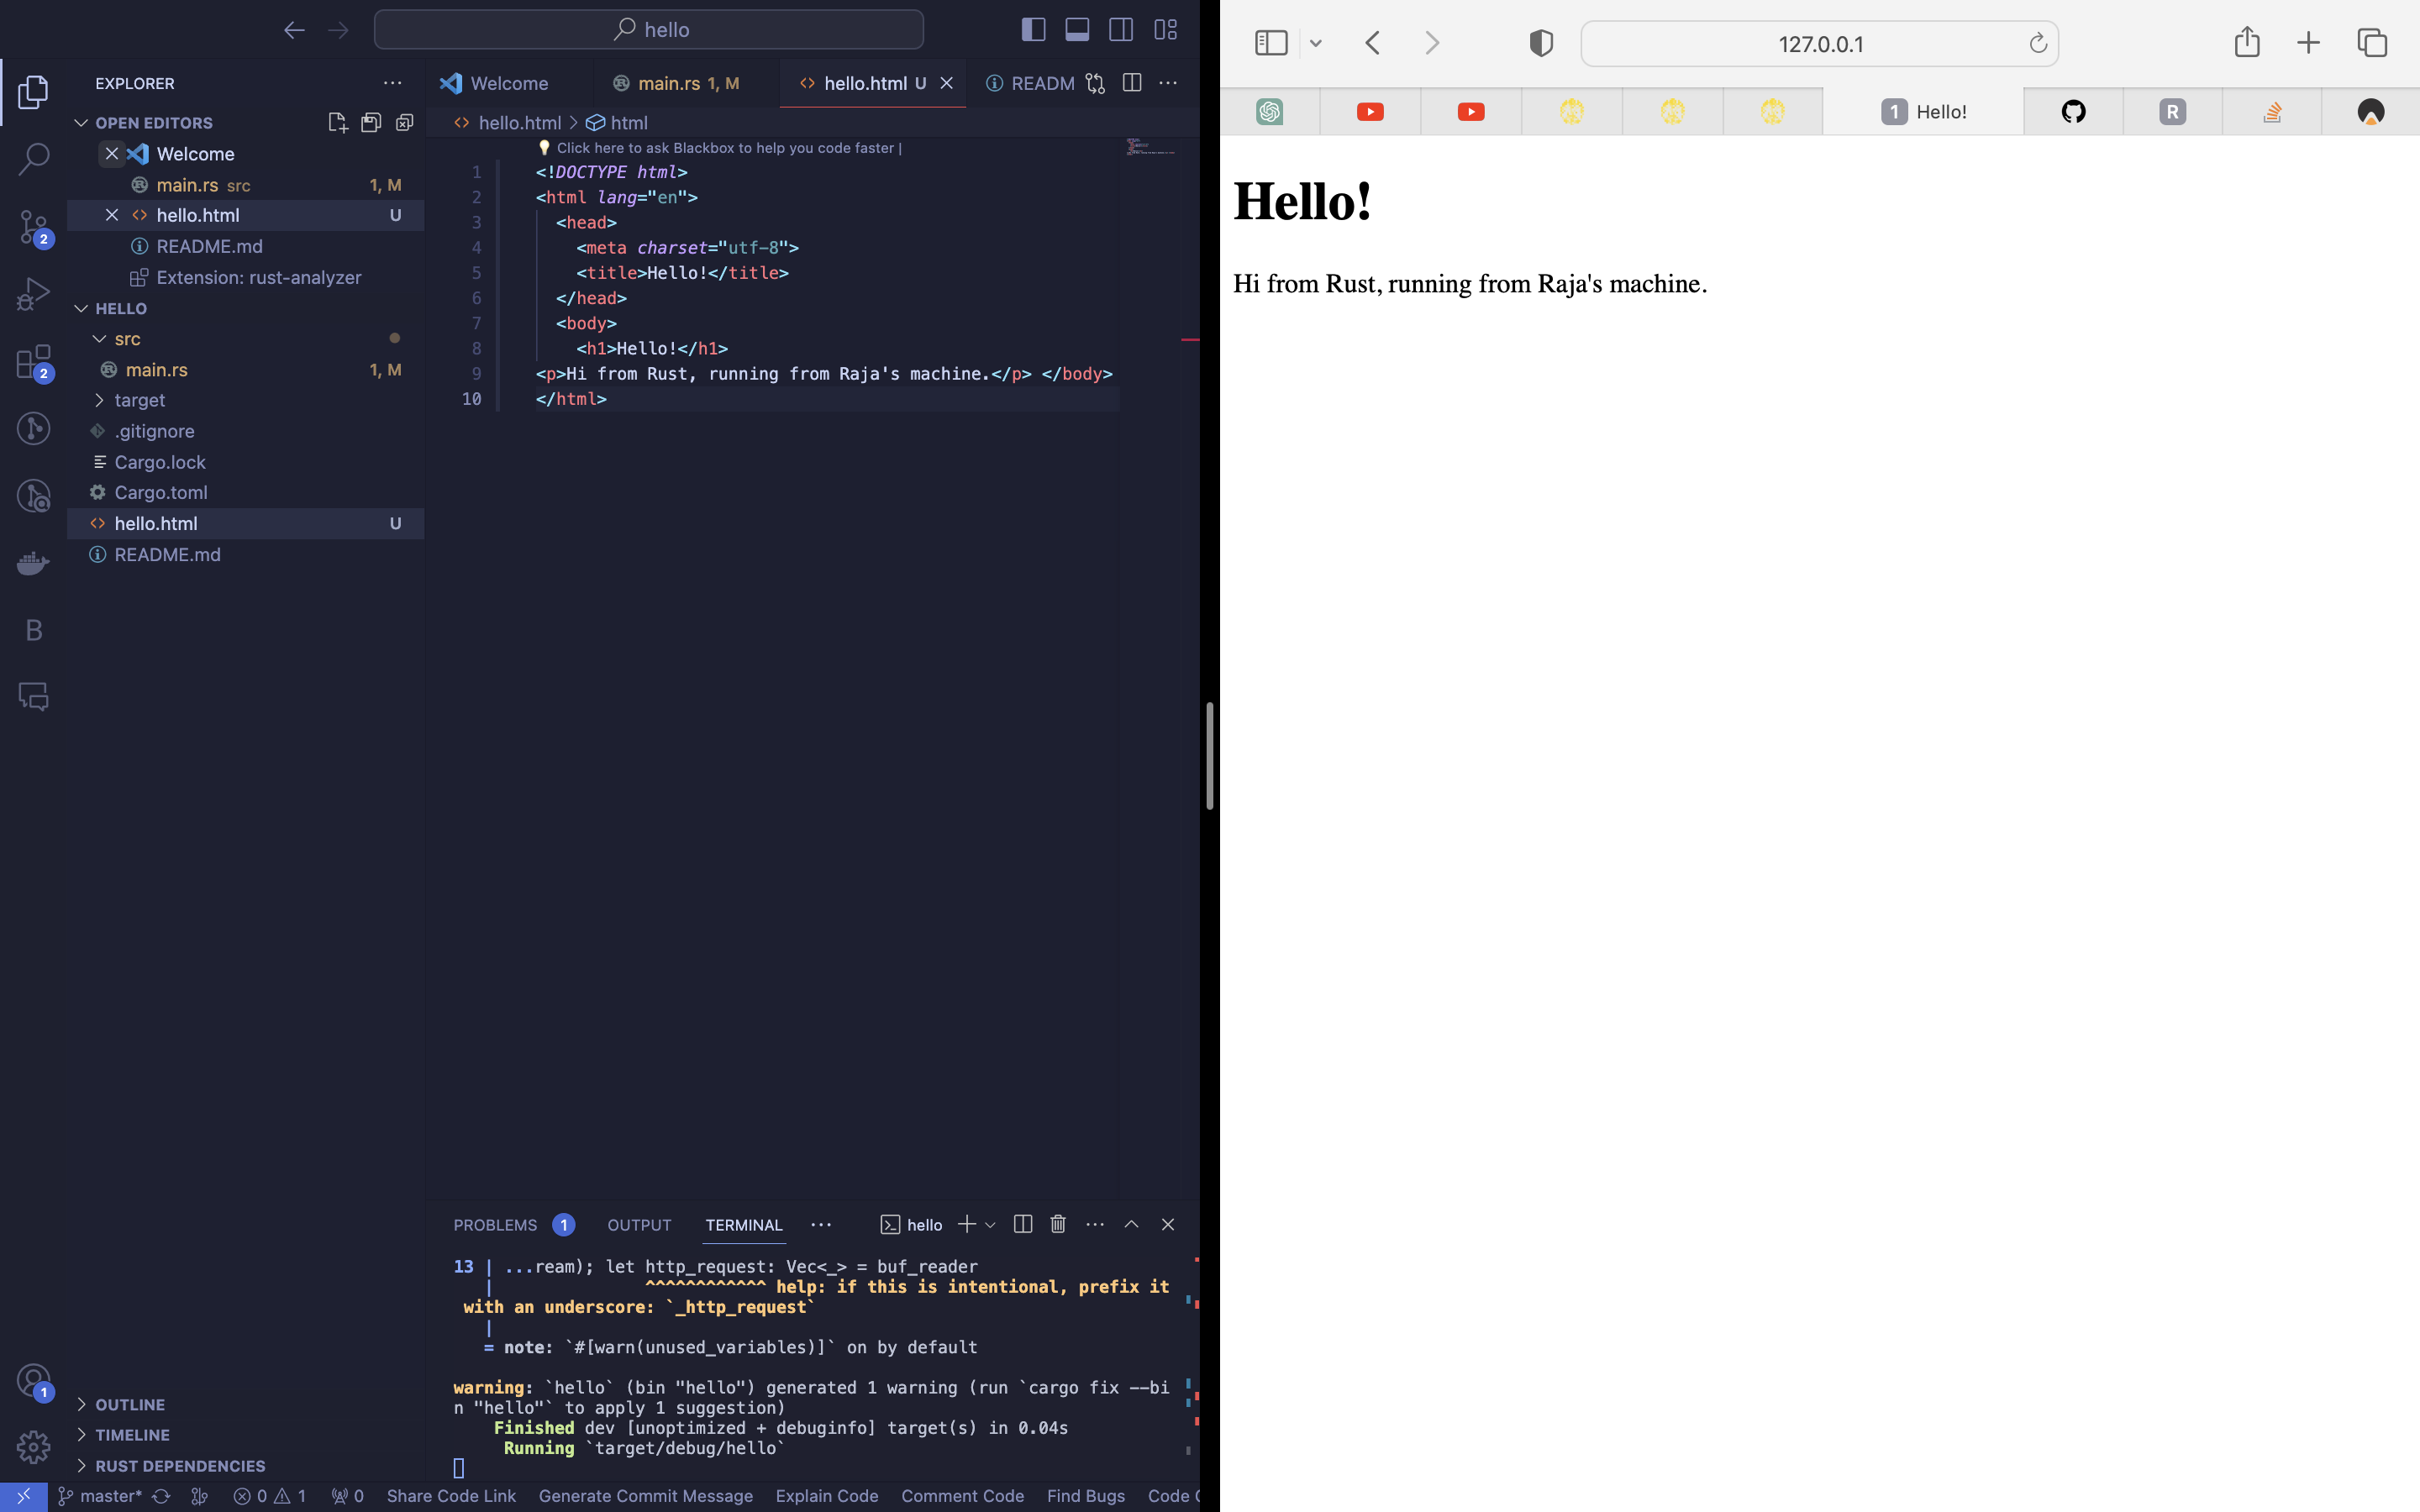 hello
EXPLORER
OPEN EDITORS
Welcome
main.rs src 1, M
hello.html U
README.md
Extension: rust-analyzer
HELLO
src
main.rs 1, M
target
.gitignore
Cargo.lock
Cargo.toml
hello.html U
README.md
OUTLINE
TIMELINE
RUST DEPENDENCIES
2
2
B
1
Welcome main.rs 1, M hello.html U READM
hello.html > html
Click here to ask Blackbox to help you code faster |
1 <!DOCTYPE html>
2 <html lang="en">
3 <head>
4 <meta charset="utf-8">
5 <title>Hello!</title>
6 </head>
7 <body>
8 <h1>Hello!</h1>
9 <p>Hi from Rust, running from Raja's machine.</p> </body>
10 </html>
PROBLEMS 1 OUTPUT TERMINAL hello
13 | ...ream); let http_request: Vec<_> = buf_reader
| ^^^^^^^^^^^^ help: if this is intentional, prefix it
with an underscore: `_http_request`
|
= note: `#[warn(unused_variables)]` on by default
warning: `hello` (bin "hello") generated 1 warning (run `cargo fix --bi
n "hello"` to apply 1 suggestion)
Finished dev [unoptimized + debuginfo] target(s) in 0.04s
Running `target/debug/hello`
master* 0 1 0 Share Code Link Generate Commit Message Explain Code Comment Code Find Bugs Code
127.0.0.1
1 Hello! R
Hello!
Hi from Rust, running from Raja's machine.